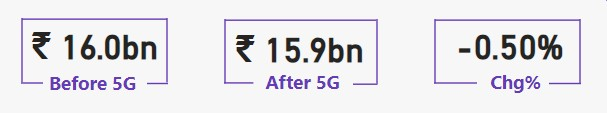 ₹ 16.0bn
Before 5G
₹ 15.9bn
After 5G
-0.50%
Chg%